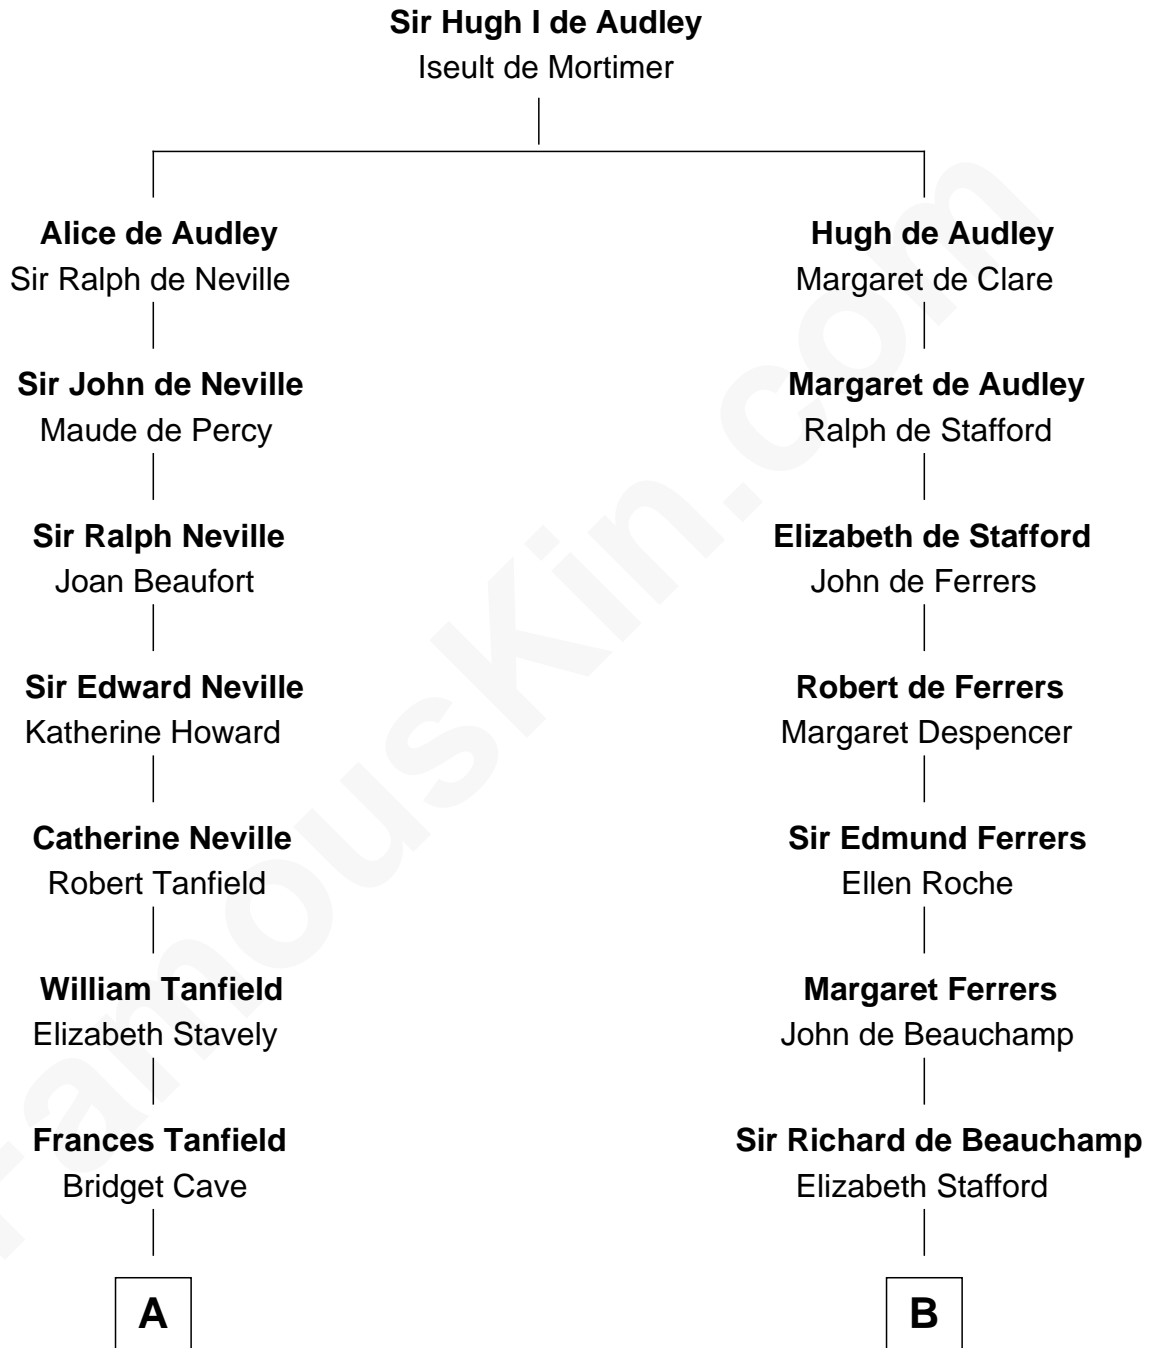 Sir Hugh I de Audley
Iseult de Mortimer
Alice de Audley
Sir Ralph de Neville
Hugh de Audley
Margaret de Clare
Sir John de Neville
Maude de Percy
Margaret de Audley
Ralph de Stafford
Sir Ralph Neville
Joan Beaufort
Elizabeth de Stafford
John de Ferrers
Sir Edward Neville
Katherine Howard
Robert de Ferrers
Margaret Despencer
Catherine Neville
Robert Tanfield
Sir Edmund Ferrers
Ellen Roche
William Tanfield
Elizabeth Stavely
Margaret Ferrers
John de Beauchamp
Frances Tanfield
Bridget Cave
Sir Richard de Beauchamp
Elizabeth Stafford
A
B
FamousKin.com